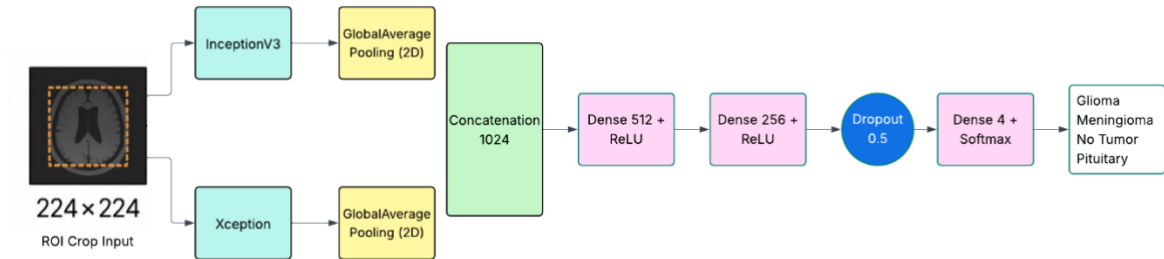 224×224
ROI Crop Input
InceptionV3
GlobalAverage
Pooling (2D)
Xception
GlobalAverage
Pooling (2D)
Concatenation
1024
Dense 512 +
ReLU
Dense 256 +
ReLU
Dropout
0.5
Dense 4 +
Softmax
Glioma
Meningioma
No Tumor
Pituitary